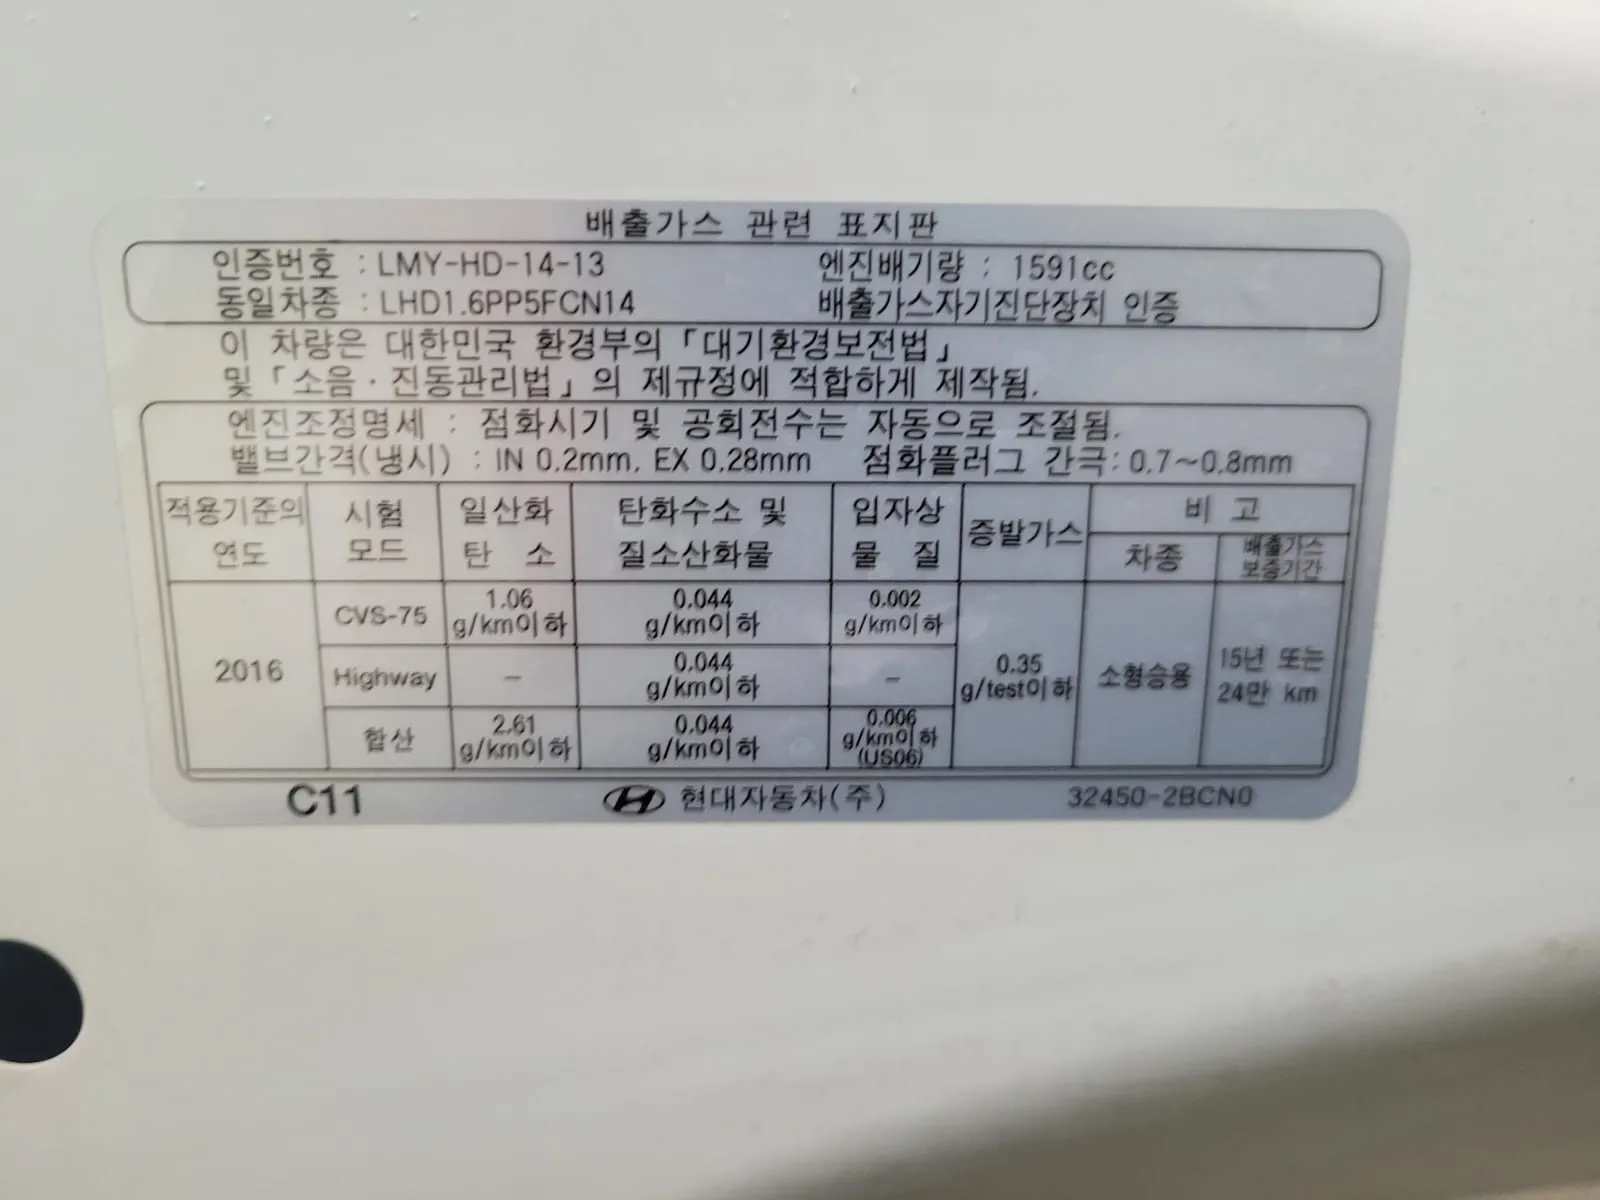 배출가스 관련 표지판
인증번호 : LMY-HD-14-13 엔진배기량 : 1591cc
동일차종 : LHD1.6PP5FCN14 배출가스자기진단장치 인증
이 차량은 대한민국 환경부의 「대기환경보전법」
및 「소음·진동관리법」의 제규정에 적합하게 제작됨.
엔진조정명세 : 점화시기 및 공회전수는 자동으로 조절됨.
밸브간격(냉시) : IN 0.2mm, EX 0.28mm 점화플러그 간극: 0.7~0.8mm
적용기준의 연도 시험 모드 일산화 탄소 탄화수소 및 질소산화물 입자상 물질 증발가스 비고
차종 배출가스 보증기간
2016 CVS-75 1.06 g/km이하 0.044 g/km이하 0.002 g/km이하 0.35 g/test이하 소형승용 15년 또는 24만 km
Highway - 0.044 g/km이하 -
합산 2.61 g/km이하 0.044 g/km이하 0.006 g/km이하 (US06)
C11 현대자동차(주) 32450-2BCN0